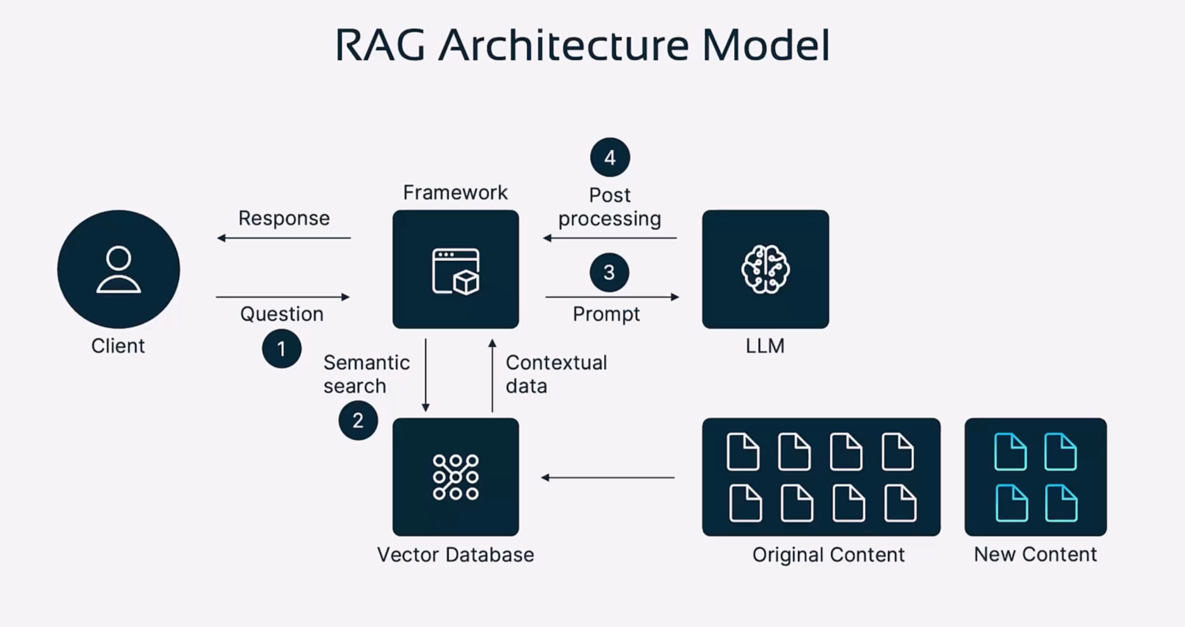 RAG Architecture Model
4
Framework
Post
processing
Response
3
Question
Prompt
1
Client
LLM
Semantic
search
Contextual
data
2
Vector Database
Original Content
New Content